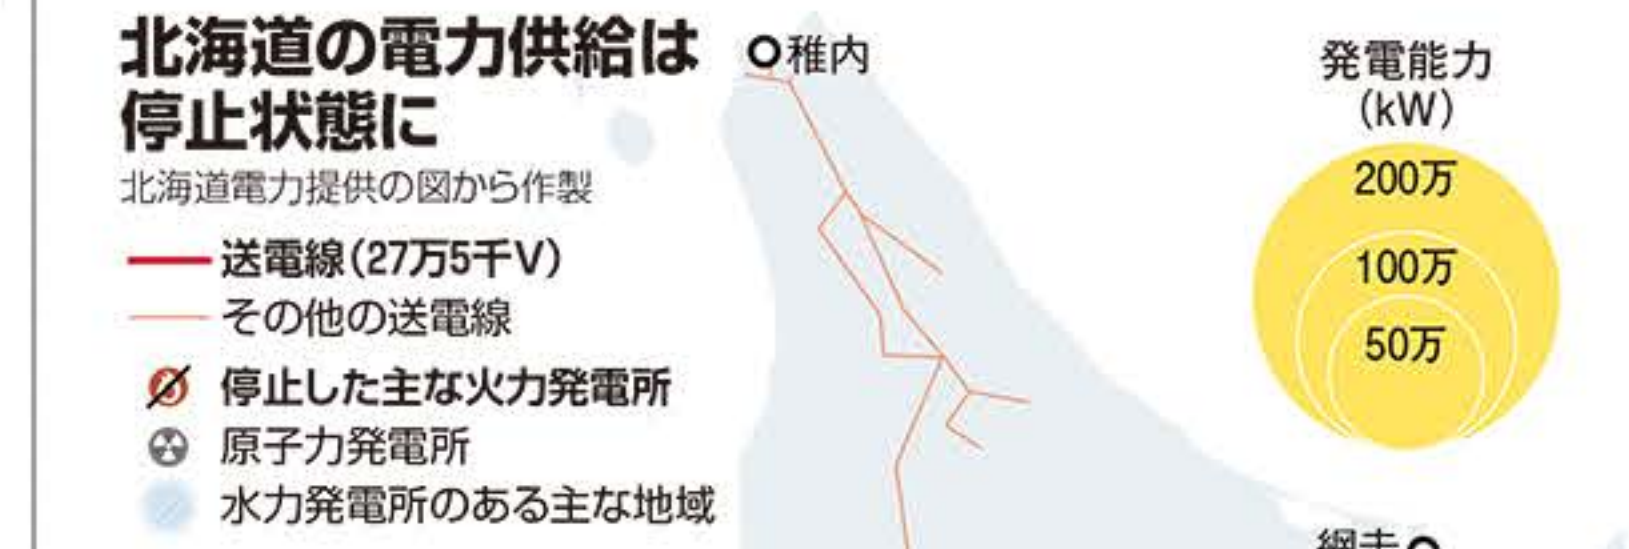 北海道の電力供給は
停止状態に
北海道電力提供の図から作製
送電線(27万5千V)
その他の送電線
停止した主な火力発電所
原子力発電所
水力発電所のある主な地域
稚内
発電能力
(kW)
200万
100万
50万
網走